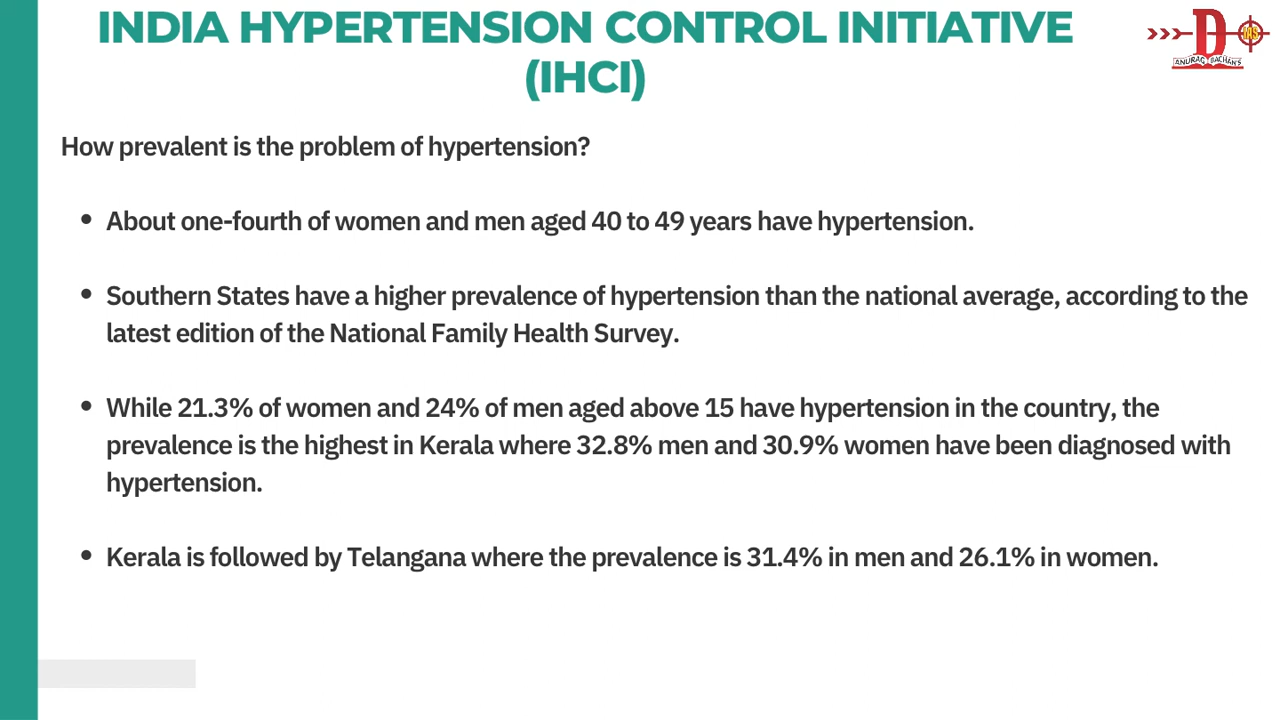 INDIA HYPERTENSION CONTROL INITIATIVE
(IHCI)
D
IAS
ANURAG BACHAN'S
How prevalent is the problem of hypertension?
• About one-fourth of women and men aged 40 to 49 years have hypertension.
• Southern States have a higher prevalence of hypertension than the national average, according to the
latest edition of the National Family Health Survey.
• While 21.3% of women and 24% of men aged above 15 have hypertension in the country, the
prevalence is the highest in Kerala where 32.8% men and 30.9% women have been diagnosed with
hypertension.
• Kerala is followed by Telangana where the prevalence is 31.4% in men and 26.1% in women.